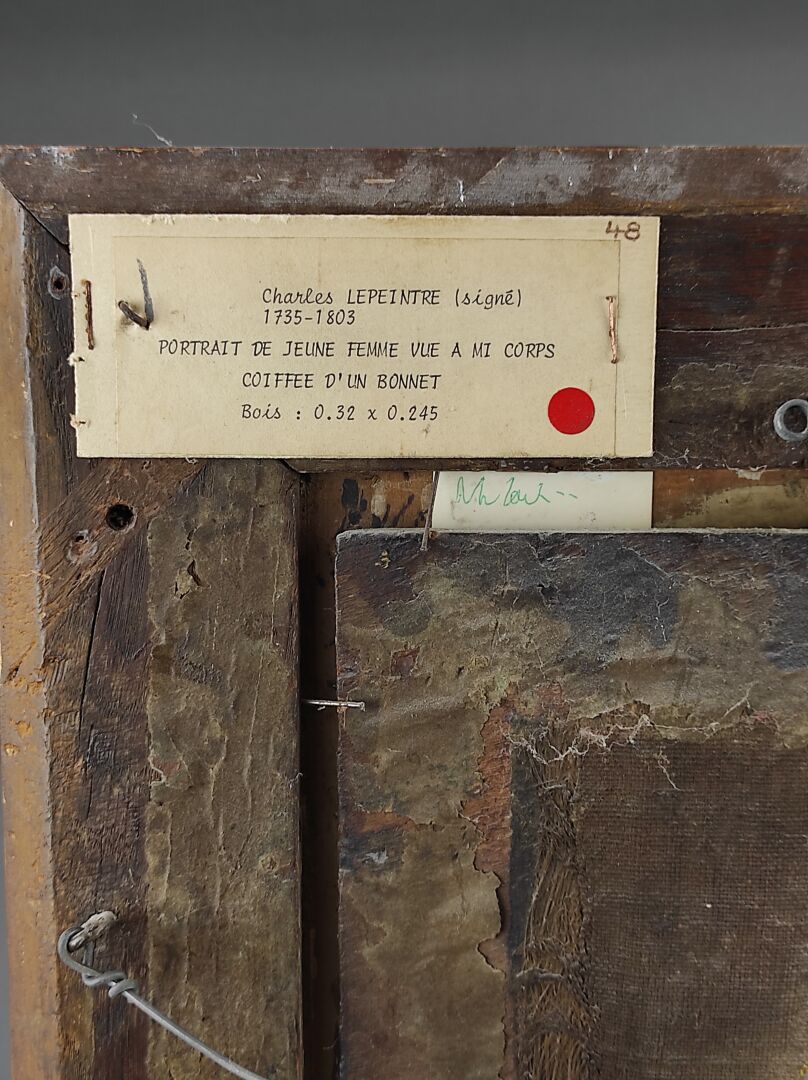 48
Charles LEPEINTRE (signé)
1735-1803
PORTRAIT DE JEUNE FEMME VUE A MI CORPS
COIFFEE D'UN BONNET
Bois : 0.32 x 0.245